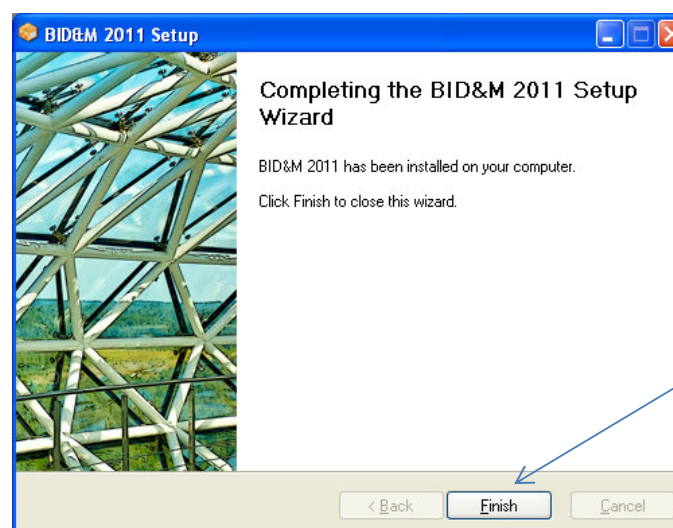 BID&M 2011 Setup
Completing the BID&M 2011 Setup
Wizard
BID&M 2011 has been installed on your computer.
Click Finish to close this wizard.
< Back
Finish
Cancel